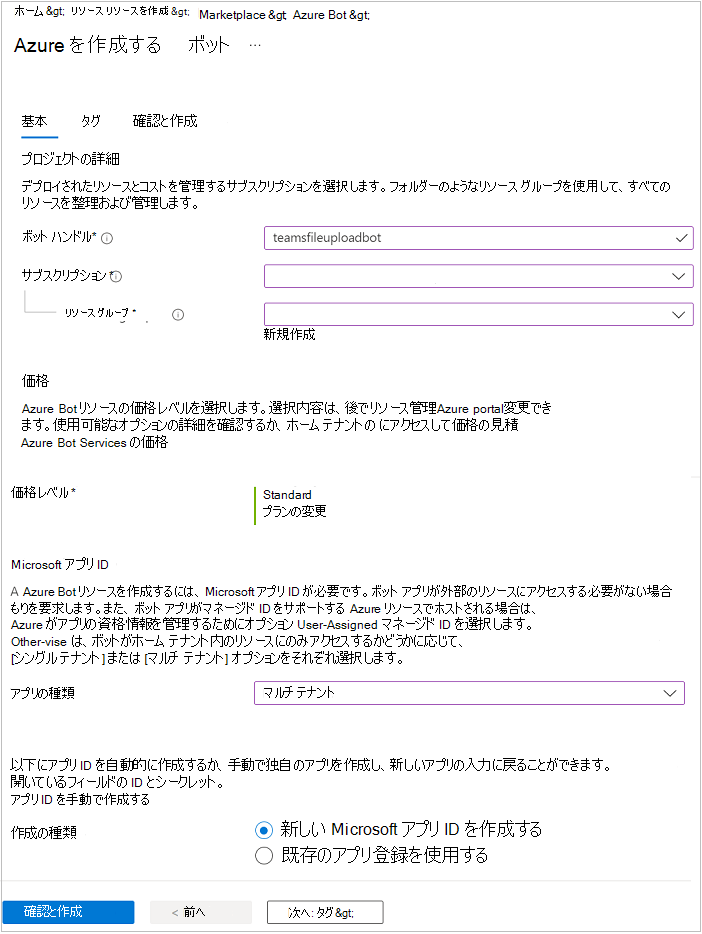 ホーム &gt; リソース リソースを作成 &gt; Marketplace &gt; Azure Bot &gt;
Azure を作成する ボット ···
基本 タグ 確認と作成
プロジェクトの詳細
デプロイされたリソースとコストを管理するサブスクリプションを選択します。フォルダーのようなリソース グループを使用して、すべての
リソースを整理および管理します。
ボット ハンドル*
teamsfileuploadbot
サブスクリプション *
リソース グループ *
新規作成
価格
Azure Bot リソースの価格レベルを選択します。選択内容は、後でリソース管理Azure portal変更でき
ます。使用可能なオプションの詳細を確認するか、ホーム テナントの にアクセスして価格の見積
Azure Bot Services の価格
価格レベル *
Standard
プランの変更
Microsoft アプリ ID
A Azure Bot リソースを作成するには、Microsoft アプリ ID が必要です。ボット アプリが外部のリソースにアクセスする必要がない場合
もりを要求します。また、ボット アプリがマネージド ID をサポートする Azure リソースでホストされる場合は、
Azure がアプリの資格情報を管理するためにオプション User-Assigned マネージド ID を選択します。
Other-vise は、ボットがホーム テナント内のリソースにのみアクセスするかどうかに応じて、
[シングル テナント] または [マルチ テナント] オプションをそれぞれ選択します。
アプリの種類
マルチ テナント
以下にアプリ ID を自動的に作成するか、手動で独自のアプリを作成し、新しいアプリの入力に戻ることができます。
開いているフィールドの ID とシークレット。
アプリ ID を手動で作成する
作成の種類
新しい Microsoft アプリ ID を作成する
既存のアプリ登録を使用する
確認と作成
< 前へ
次へ: タグ &gt;